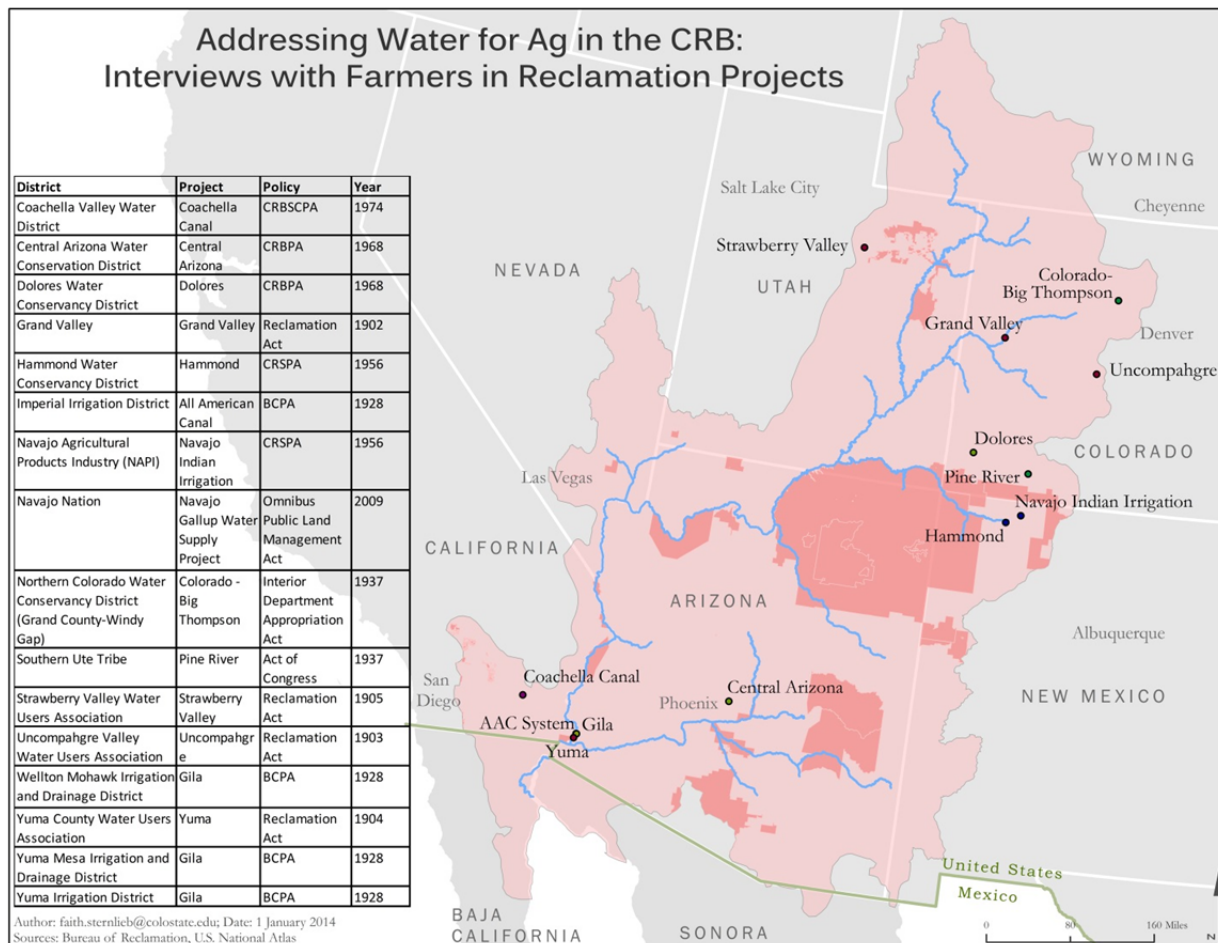 Addressing Water for Ag in the CRB:
Interviews with Farmers in Reclamation Projects
District Project Policy Year
Coachella Valley Water District Coachella Canal CRBSCPA 1974
Central Arizona Water Conservation District Central Arizona CRBPA 1968
Dolores Water Conservancy District Dolores CRBPA 1968
Grand Valley Grand Valley Reclamation Act 1902
Hammond Water Conservancy District Hammond CRSPA 1956
Imperial Irrigation District All American Canal BCPA 1928
Navajo Agricultural Products Industry (NAPI) Navajo Indian Irrigation CRSPA 1956
Navajo Nation Navajo Gallup Water Supply Project Omnibus Public Land Management Act 2009
Northern Colorado Water Conservancy District (Grand County-Windy Gap) Colorado - Big Thompson Interior Department Appropriation Act 1937
Southern Ute Tribe Pine River Act of Congress 1937
Strawberry Valley Water Users Association Strawberry Valley Reclamation Act 1905
Uncompahgre Valley Water Users Association Uncompahgr e Reclamation Act 1903
Wellton Mohawk Irrigation and Drainage District Gila BCPA 1928
Yuma County Water Users Association Yuma Reclamation Act 1904
Yuma Mesa Irrigation and Drainage District Gila BCPA 1928
Yuma Irrigation District Gila BCPA 1928
Author: faith.sternlieb@colostate.edu; Date: 1 January 2014
Sources: Bureau of Reclamation, U.S. National Atlas
WYOMING
Salt Lake City
Cheyenne
Strawberry Valley
NEVADA
UTAH
Colorado-
Big Thompson
Grand Valley
Denver
Uncompahgre
Dolores
COLORADO
Las Vegas
Pine River
Navajo Indian Irrigation
Hammond
CALIFORNIA
ARIZONA
Albuquerque
San
Diego
Coachella Canal
Central Arizona
Phoenix
NEW MEXICO
AAC System
Gila
Yuma
United States
Mexico
BAJA
CALIFORNIA
SONORA
0 80 160 Miles
N